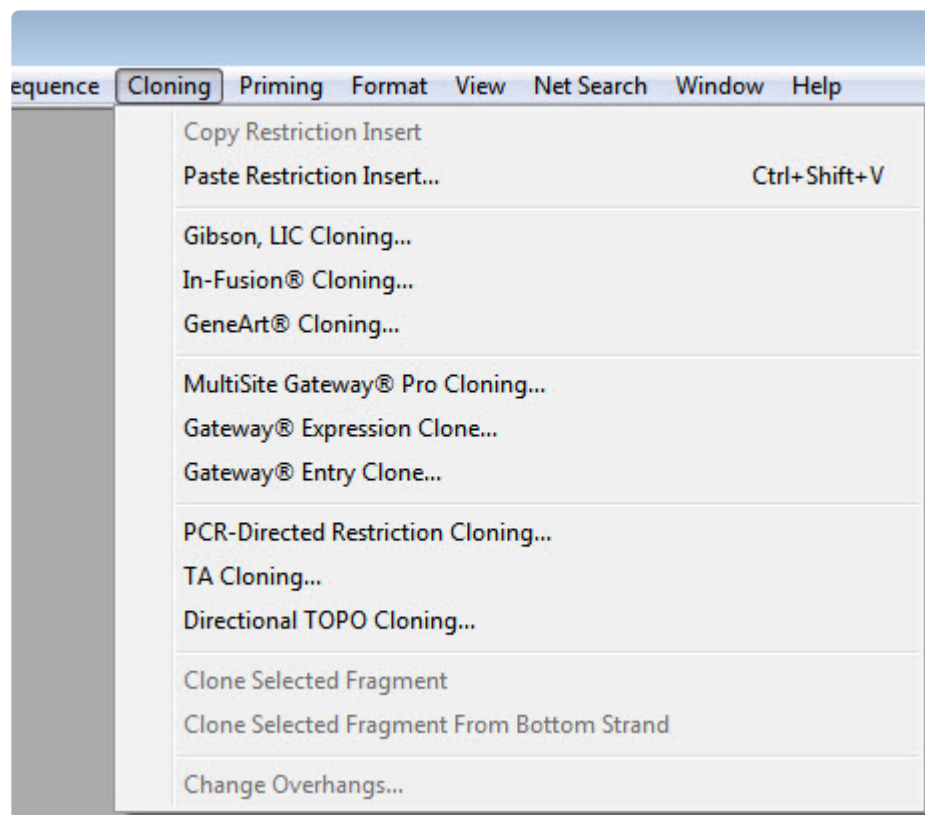 equence Cloning Priming Format View Net Search Window Help
Copy Restriction Insert
Paste Restriction Insert... Ctrl+Shift+V
Gibson, LIC Cloning...
In-Fusion® Cloning...
GeneArt® Cloning...
MultiSite Gateway® Pro Cloning...
Gateway® Expression Clone...
Gateway® Entry Clone...
PCR-Directed Restriction Cloning...
TA Cloning...
Directional TOPO Cloning...
Clone Selected Fragment
Clone Selected Fragment From Bottom Strand
Change Overhangs...